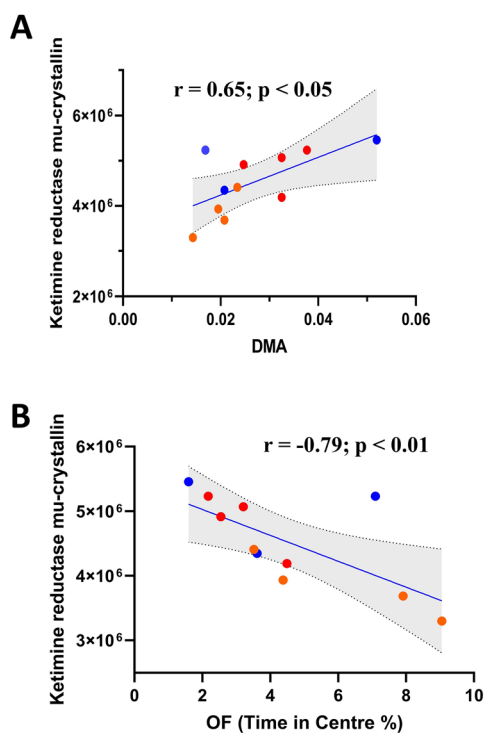 A
r = 0.65; p < 0.05
Ketimine reductase mu-crystallin
6×10⁶
4×10⁶
2×10⁶
0.00 0.02 0.04 0.06
DMA
B
r = -0.79; p < 0.01
Ketimine reductase mu-crystallin
6×10⁶
5×10⁶
4×10⁶
3×10⁶
0 2 4 6 8 10
OF (Time in Centre %)